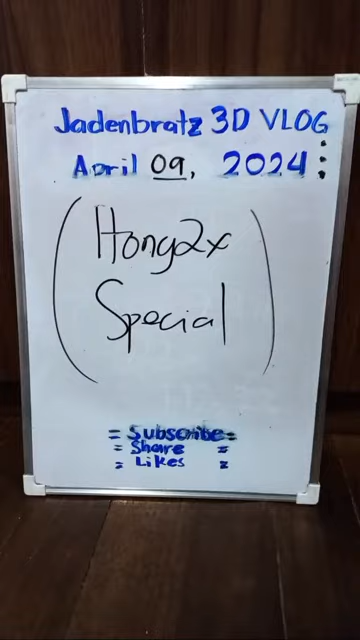 Jadenbratz 3D VLOG
April 09, 2024:
(Hong2x
Special)
= Subscribe =
= Share =
= Likes =